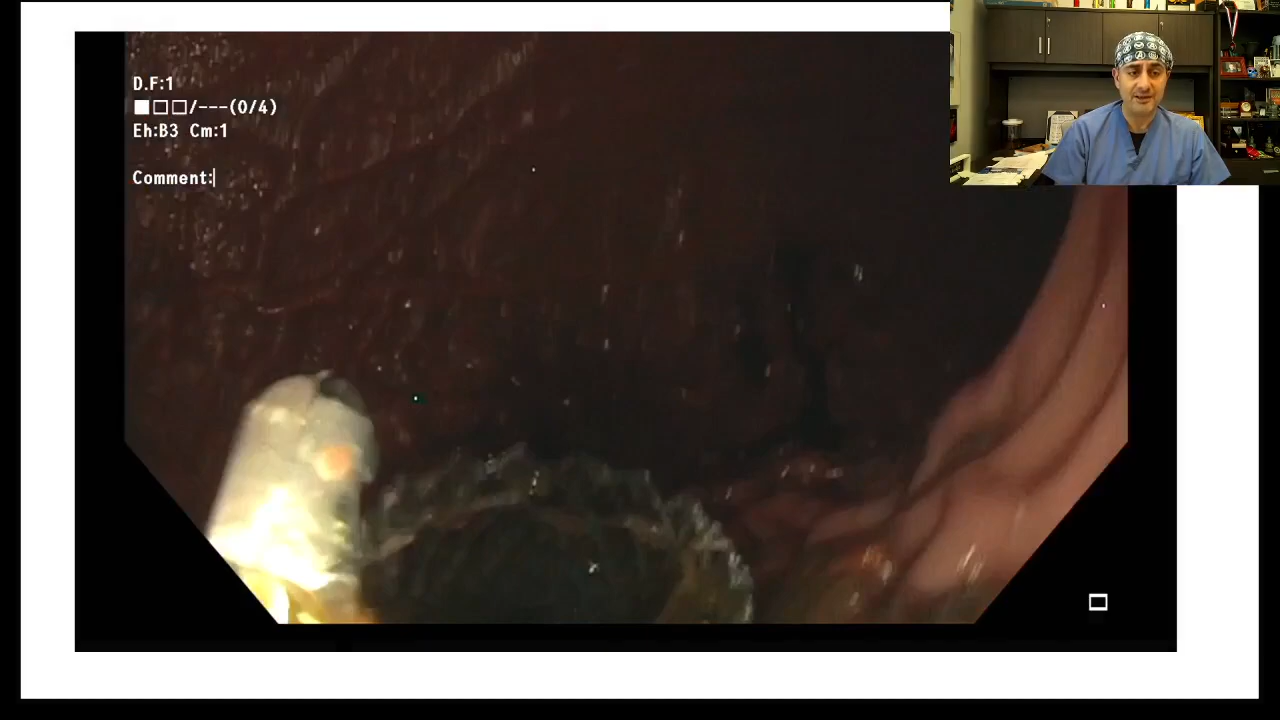 D.F:1
■□□/---(0/4)
Eh:B3 Cm:1
Comment: